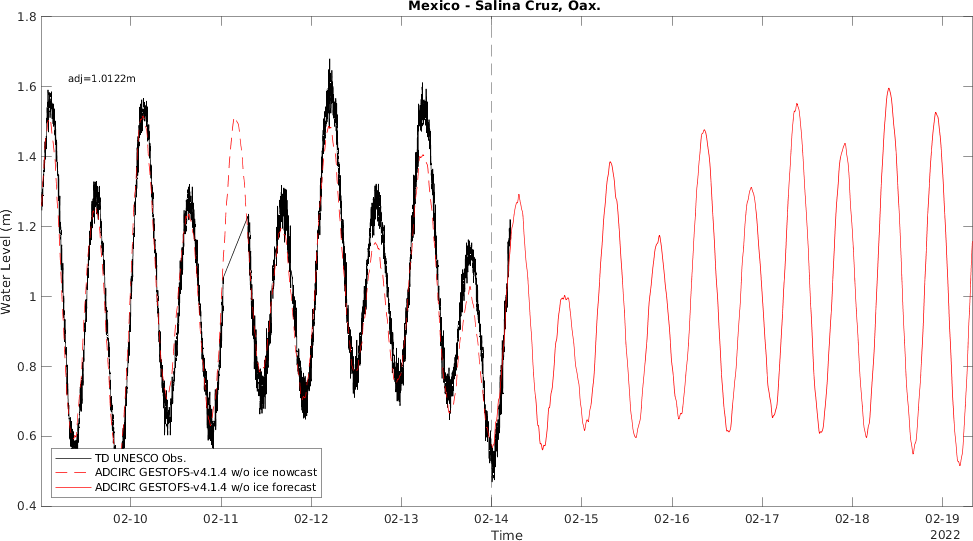 Mexico - Salina Cruz, Oax.
adj=1.0122m
Water Level (m)
1.8
1.6
1.4
1.2
1
0.8
0.6
0.4
TD UNESCO Obs.
ADCIRC GESTOFS-v4.1.4 w/o ice nowcast
ADCIRC GESTOFS-v4.1.4 w/o ice forecast
02-10 02-11 02-12 02-13 02-14 02-15 02-16 02-17 02-18 02-19
Time
2022